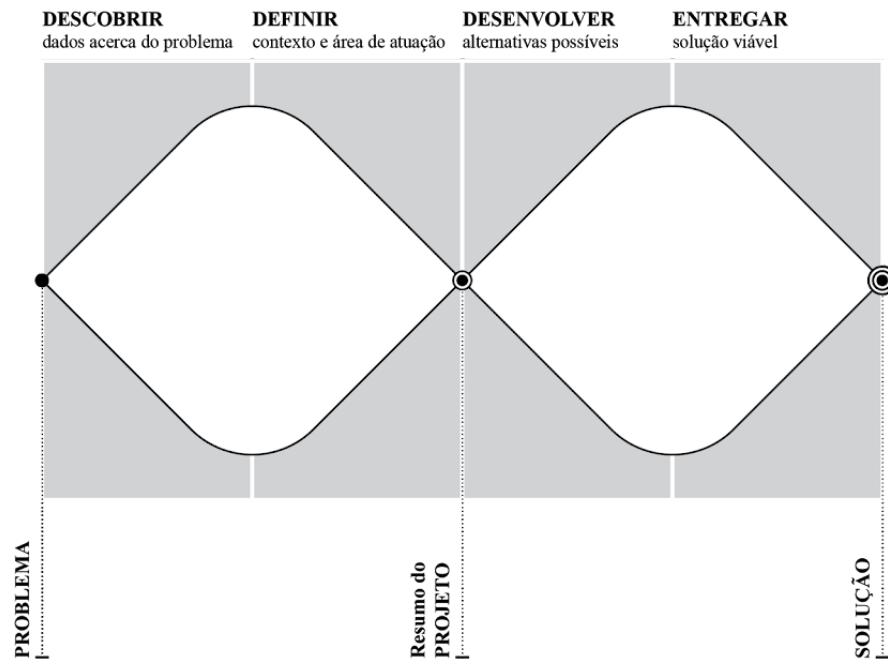 DESCOBRIR
dados acerca do problema
DEFINIR
contexto e área de atuação
DESENVOLVER
alternativas possíveis
ENTREGAR
solução viável
PROBLEMA
Resumo do
PROJETO
SOLUÇÃO